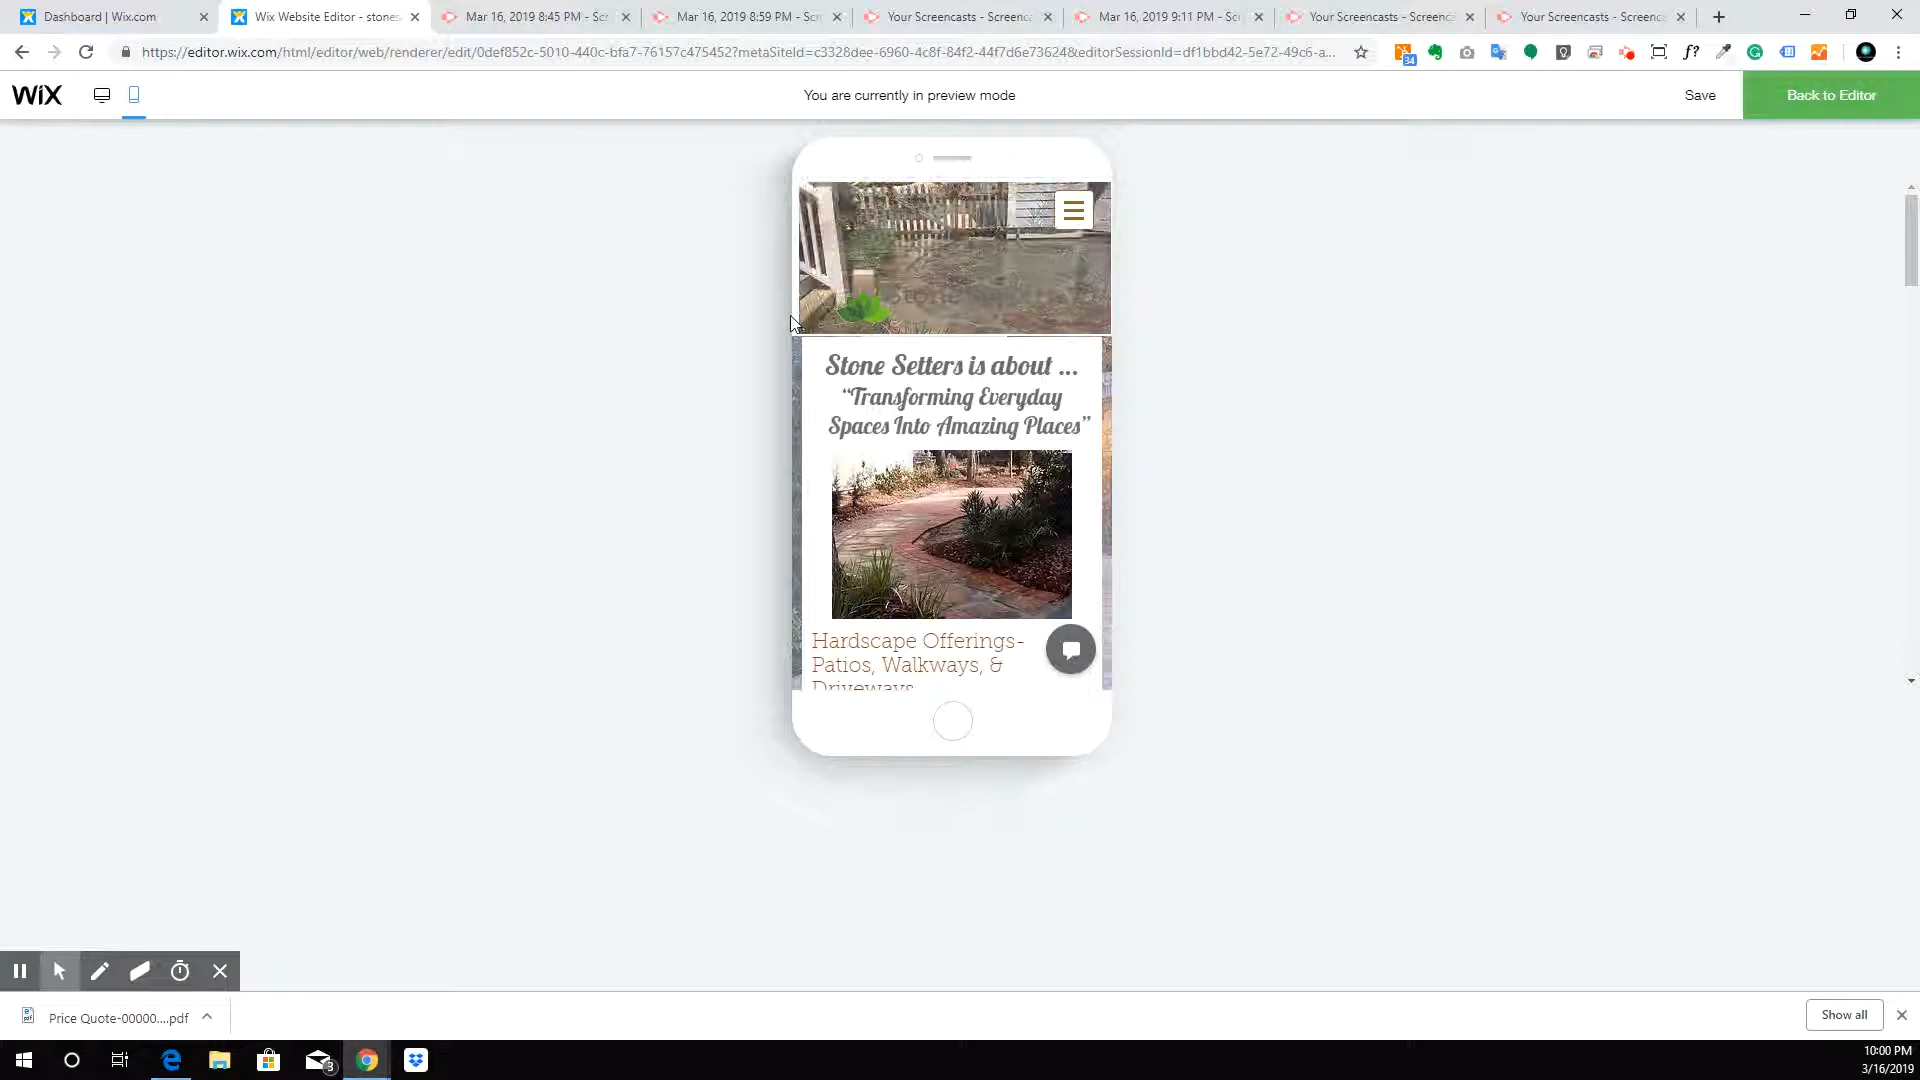 Dashboard | Wix.com
Wix Website Editor - stones
Mar 16, 2019 8:45 PM - Scr
Mar 16, 2019 8:59 PM - Scr
Your Screencasts - Screenca
Mar 16, 2019 9:11 PM - Sc
Your Screencasts - Screenc
Your Screencasts - Screenca
https://editor.wix.com/html/editor/web/renderer/edit/0def852c-5010-440c-bfa7-76157c475452?metaSiteId=c3328dee-6960-4c8f-84f2-44f7d6e73624&editorSessionId=df1bbd42-5e72-49c6-a...
34
f?
WiX
You are currently in preview mode
Save
Back to Editor
Stone Setters is about ...
“Transforming Everyday
Spaces Into Amazing Places”
Hardscape Offerings-
Patios, Walkways, &
Driveways
Price Quote-00000....pdf
Show all
3
10:00 PM
3/16/2019